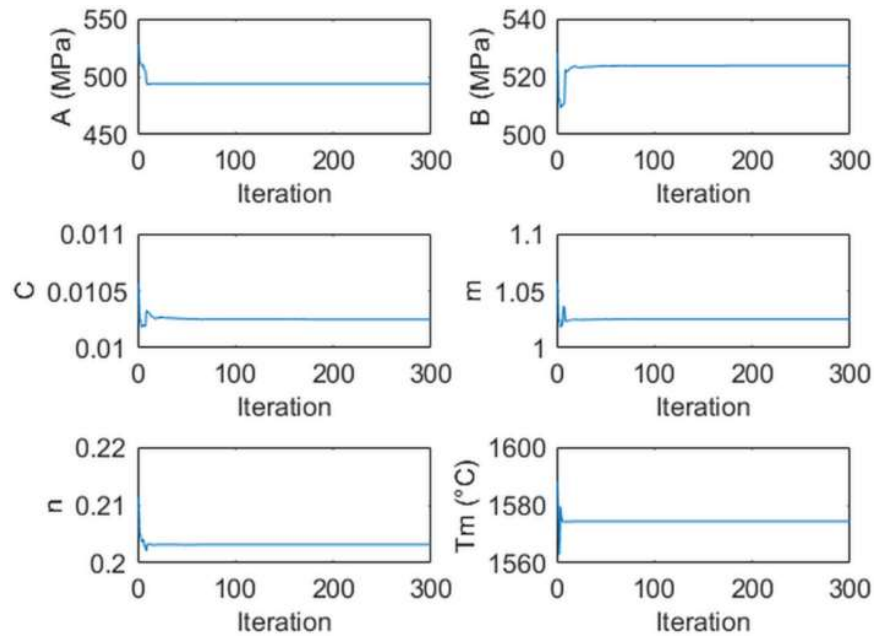 550
500
450
A (MPa)
0 100 200 300
Iteration
540
520
500
B (MPa)
0 100 200 300
Iteration
0.011
0.0105
0.01
C
0 100 200 300
Iteration
1.1
1.05
1
m
0 100 200 300
Iteration
0.22
0.21
0.2
n
0 100 200 300
Iteration
1600
1580
1560
Tm (°C)
0 100 200 300
Iteration